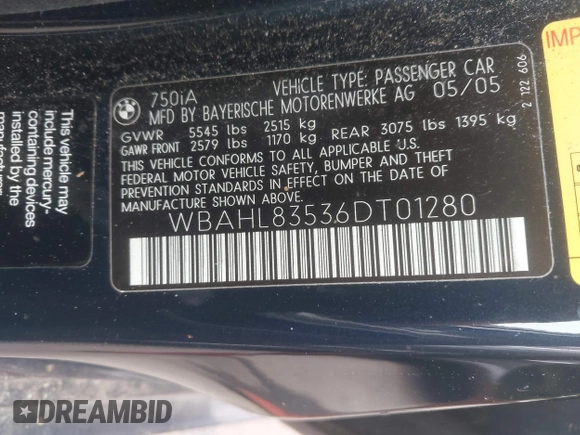 750iA VEHICLE TYPE: PASSENGER CAR
MFD BY BAYERISCHE MOTORENWERKE AG 05/05
GVWR 5545 lbs 2515 kg
GAWR FRONT 2579 lbs 1170 kg REAR 3075 lbs 1395 kg
THIS VEHICLE CONFORMS TO ALL APPLICABLE U.S.
FEDERAL MOTOR VEHICLE SAFETY, BUMPER AND THEFT
PREVENTION STANDARDS IN EFFECT ON THE DATE OF
MANUFACTURE SHOWN ABOVE.
WBAHL83536DT01280
2 122 606
This vehicle may
include mercury-
containing
installed by the
manufacturer
IMP
DREAMBID